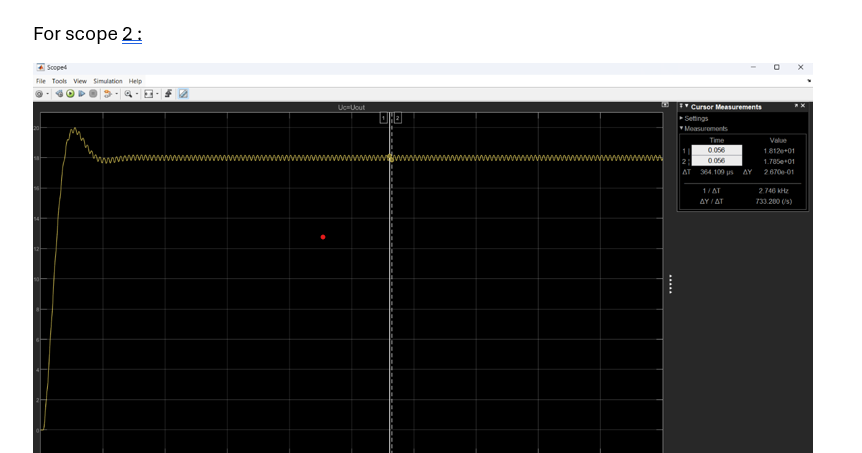 For scope 2 :
Scope4
File Tools View Simulation Help
Uc=Uout
1 2
20
18
16
14
12
10
8
6
4
2
0
Cursor Measurements
Settings
Measurements
Time Value
1 | 0.056 1.812e+01
2 | 0.056 1.785e+01
ΔT 364.109 µs ΔY 2.670e-01
1 / ΔT 2.746 kHz
ΔY / ΔT 733.280 (/s)